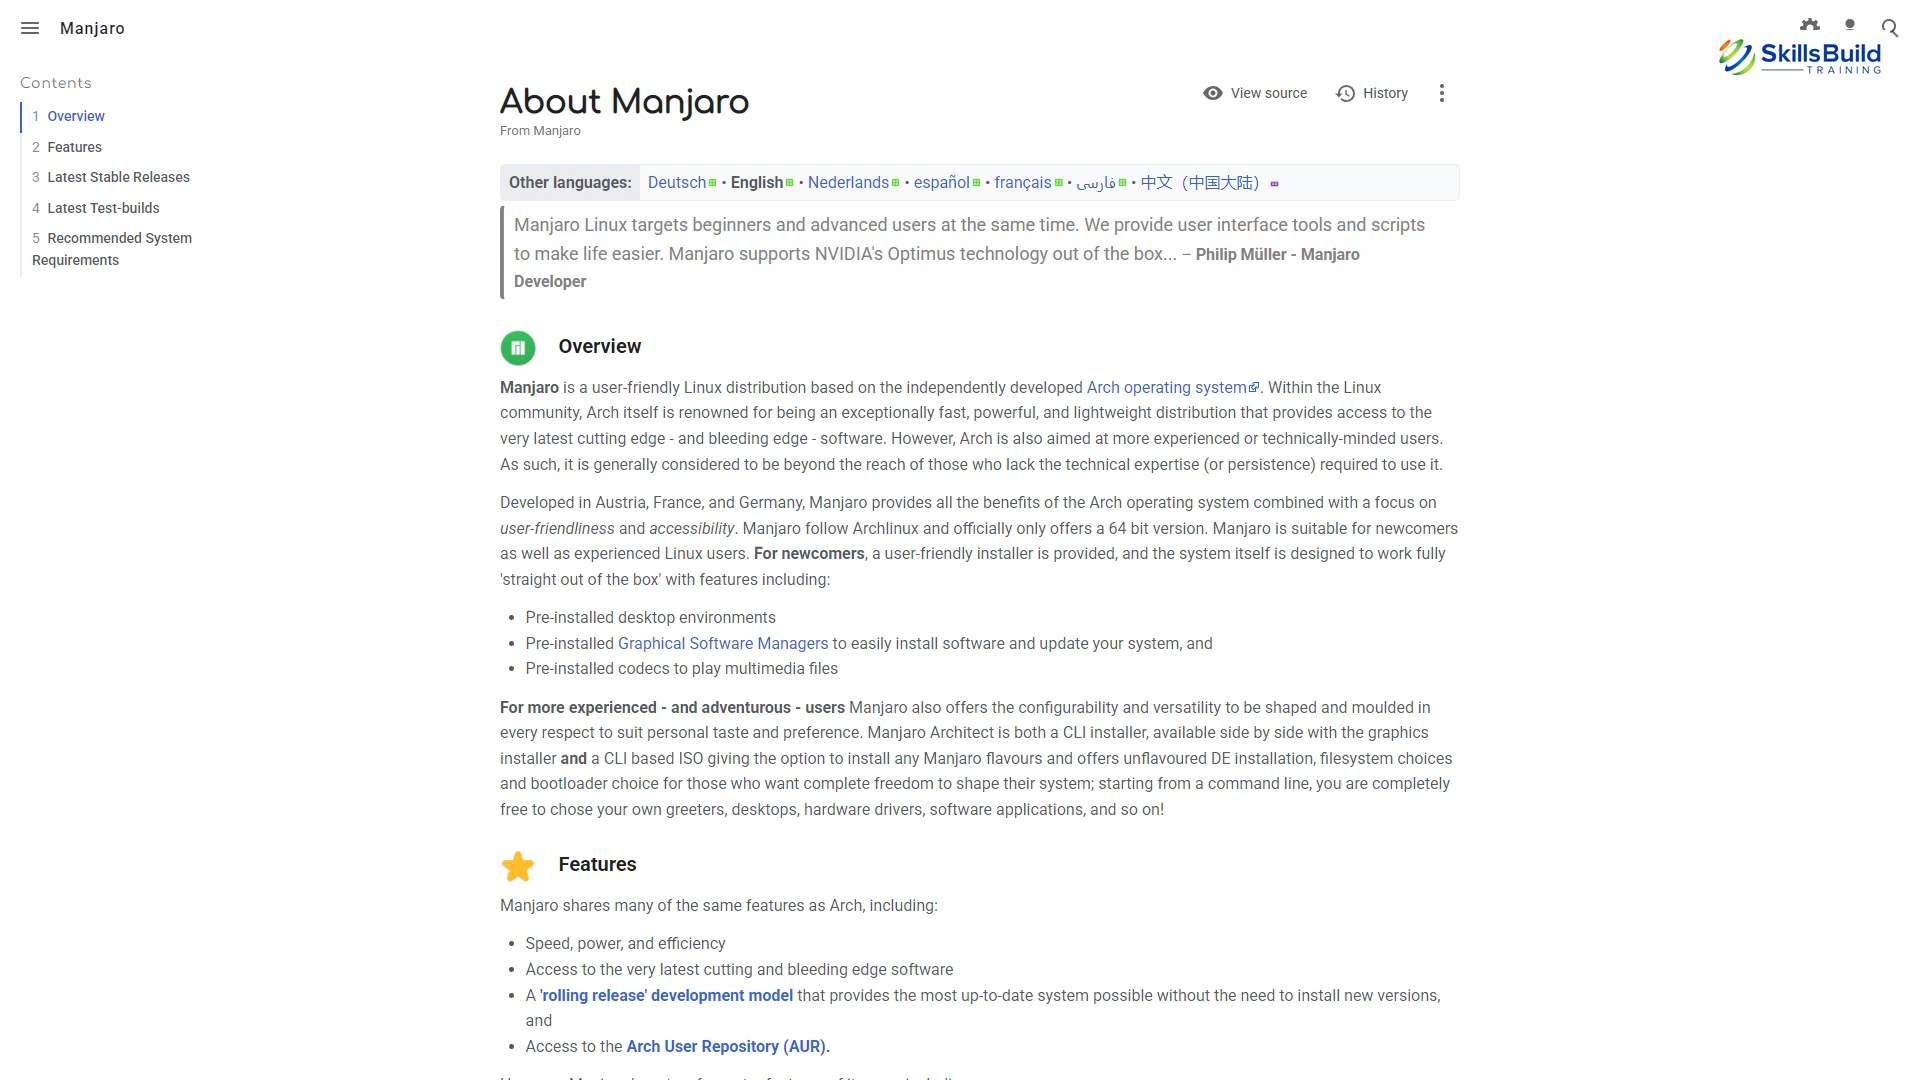 Manjaro
SkillsBuild
TRAINING
Contents
1 Overview
2 Features
3 Latest Stable Releases
4 Latest Test-builds
5 Recommended System
Requirements
About Manjaro
From Manjaro
View source
History
Other languages: Deutsch • English • Nederlands • español • français • فارسی • 中文（中国大陆）
Manjaro Linux targets beginners and advanced users at the same time. We provide user interface tools and scripts
to make life easier. Manjaro supports NVIDIA's Optimus technology out of the box... – Philip Müller - Manjaro
Developer
Overview
Manjaro is a user-friendly Linux distribution based on the independently developed Arch operating system. Within the Linux
community, Arch itself is renowned for being an exceptionally fast, powerful, and lightweight distribution that provides access to the
very latest cutting edge - and bleeding edge - software. However, Arch is also aimed at more experienced or technically-minded users.
As such, it is generally considered to be beyond the reach of those who lack the technical expertise (or persistence) required to use it.
Developed in Austria, France, and Germany, Manjaro provides all the benefits of the Arch operating system combined with a focus on
user-friendliness and accessibility. Manjaro follow Archlinux and officially only offers a 64 bit version. Manjaro is suitable for newcomers
as well as experienced Linux users. For newcomers, a user-friendly installer is provided, and the system itself is designed to work fully
'straight out of the box' with features including:
• Pre-installed desktop environments
• Pre-installed Graphical Software Managers to easily install software and update your system, and
• Pre-installed codecs to play multimedia files
For more experienced - and adventurous - users Manjaro also offers the configurability and versatility to be shaped and moulded in
every respect to suit personal taste and preference. Manjaro Architect is both a CLI installer, available side by side with the graphics
installer and a CLI based ISO giving the option to install any Manjaro flavours and offers unflavoured DE installation, filesystem choices
and bootloader choice for those who want complete freedom to shape their system; starting from a command line, you are completely
free to chose your own greeters, desktops, hardware drivers, software applications, and so on!
Features
Manjaro shares many of the same features as Arch, including:
• Speed, power, and efficiency
• Access to the very latest cutting and bleeding edge software
• A 'rolling release' development model that provides the most up-to-date system possible without the need to install new versions,
and
• Access to the Arch User Repository (AUR).